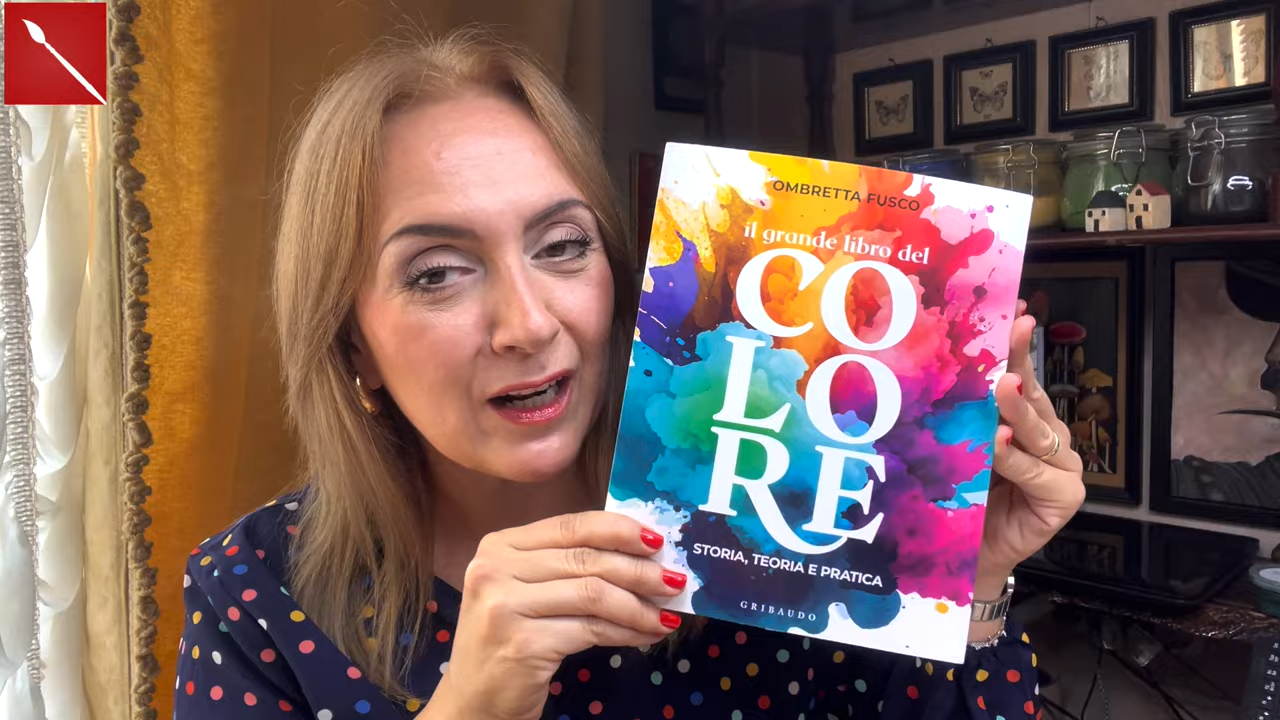 OMBRETTA FUSCO
il grande libro del
CO
LO
RE
STORIA, TEORIA E PRATICA
GRIBAUDO